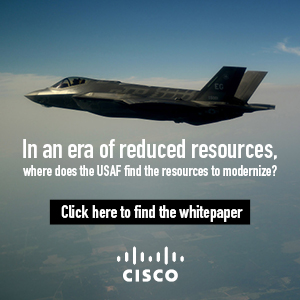 In an era of reduced resources,
where does the USAF find the resources to modernize?
Click here to find the whitepaper
CISCO